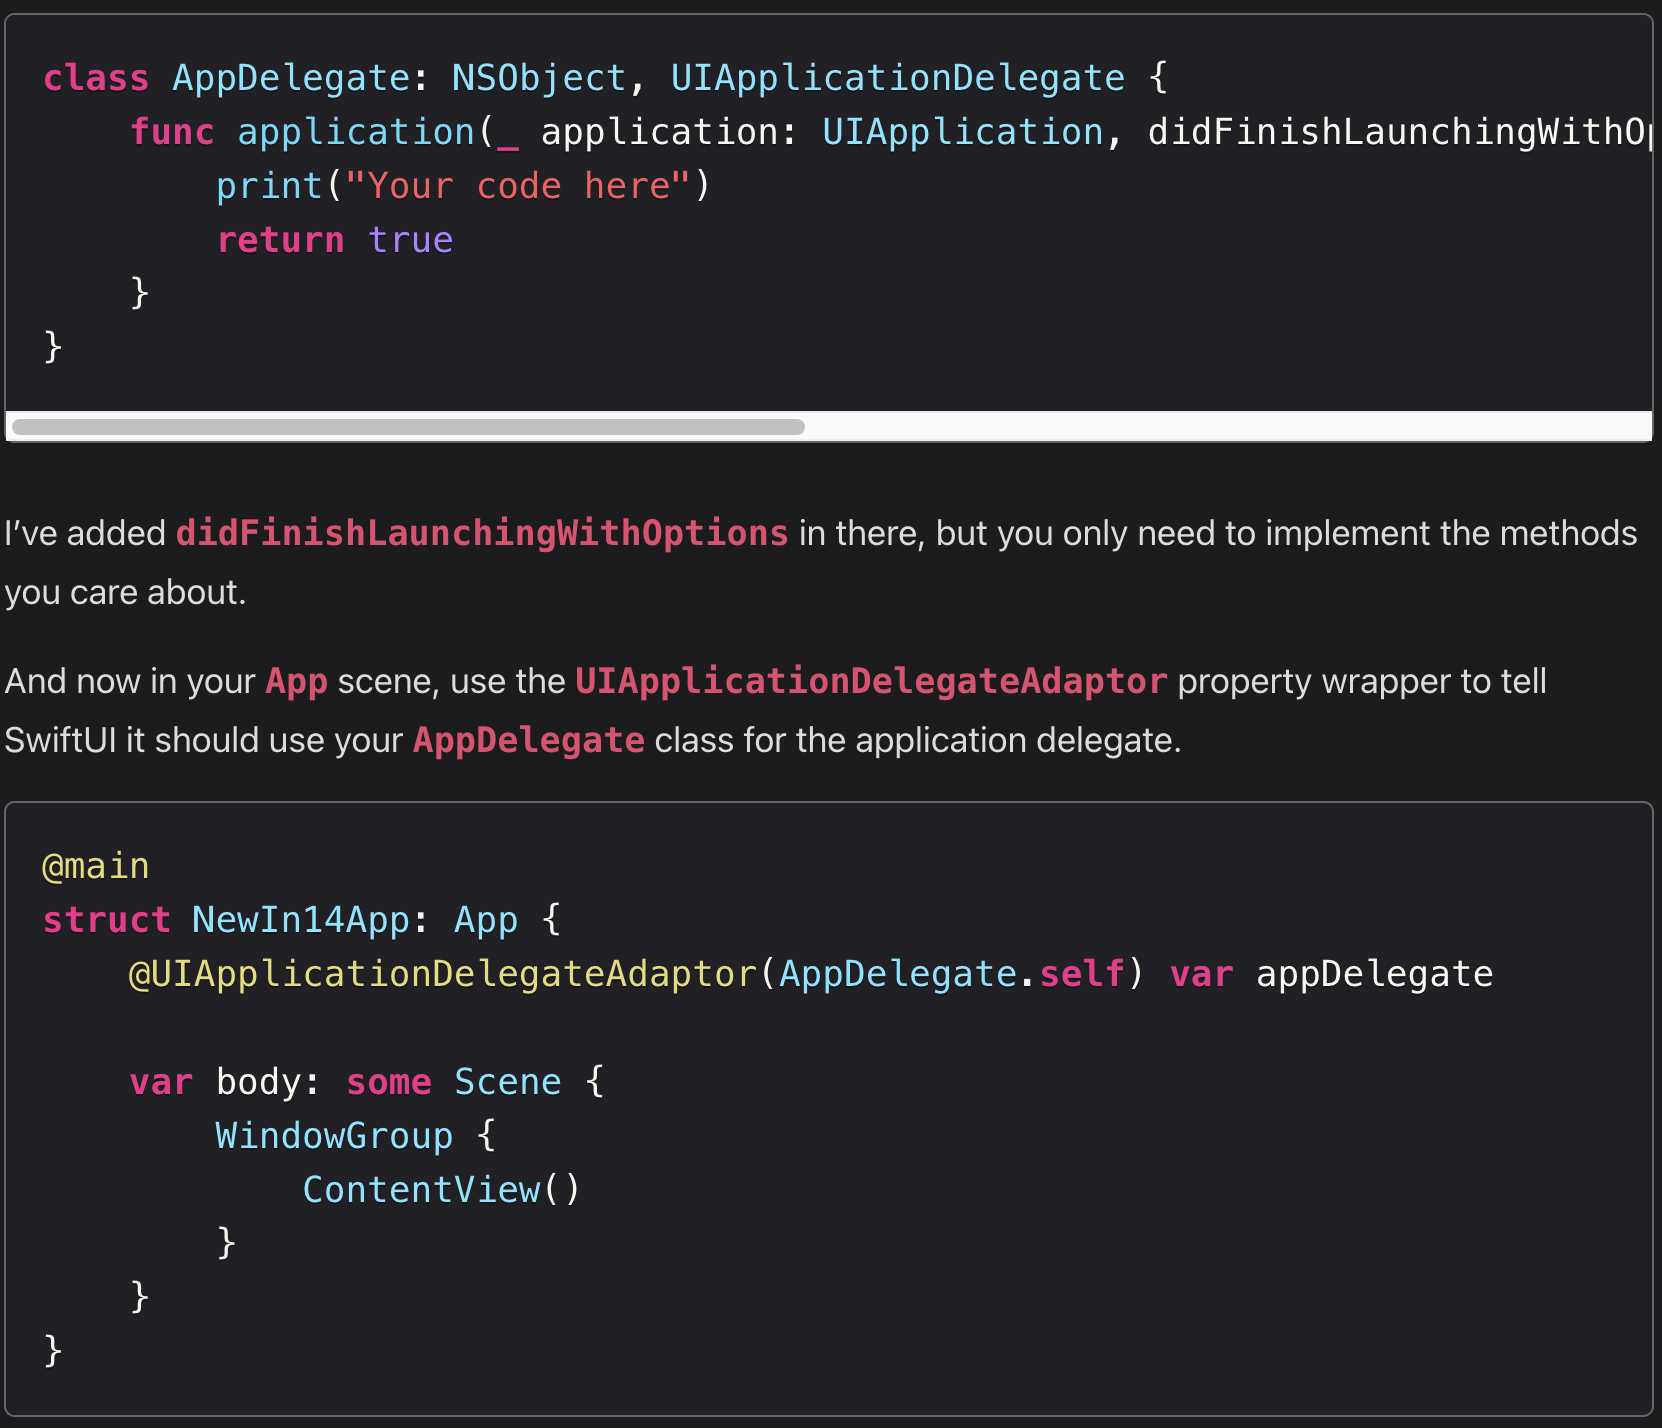 class AppDelegate: NSObject, UIApplicationDelegate {
    func application(_ application: UIApplication, didFinishLaunchingWithOp
        print("Your code here")
        return true
    }
}
I’ve added didFinishLaunchingWithOptions in there, but you only need to implement the methods
you care about.
And now in your App scene, use the UIApplicationDelegateAdaptor property wrapper to tell
SwiftUI it should use your AppDelegate class for the application delegate.
@main
struct NewIn14App: App {
    @UIApplicationDelegateAdaptor(AppDelegate.self) var appDelegate
    var body: some Scene {
        WindowGroup {
            ContentView()
        }
    }
}